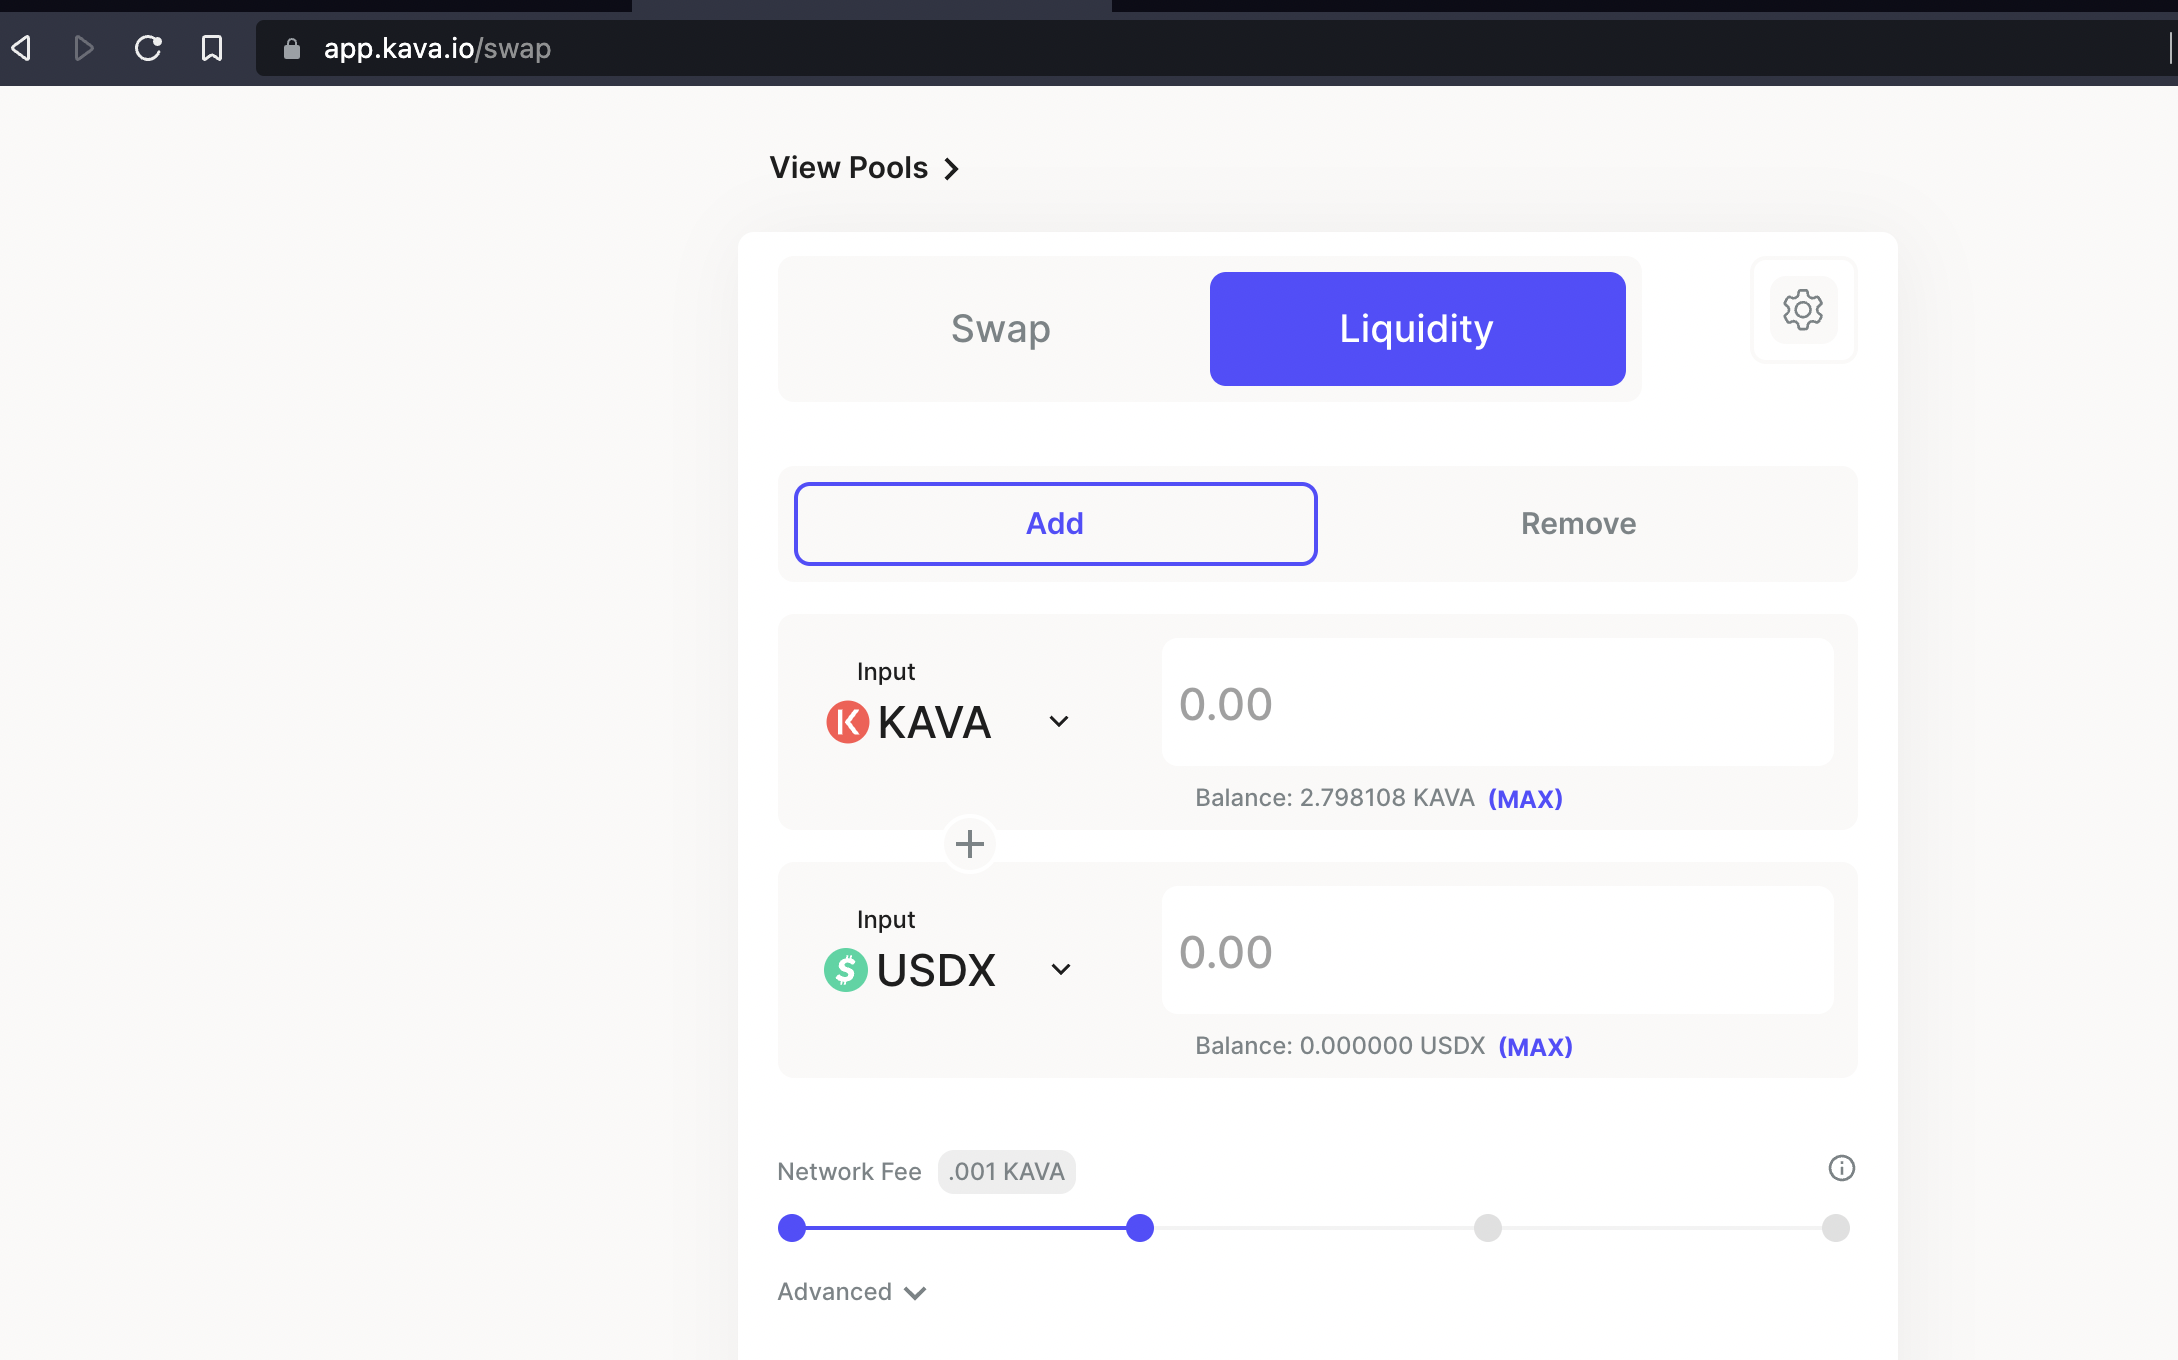 app.kava.io/swap
View Pools
Swap
Liquidity
Add
Remove
Input
KAVA
0.00
Balance: 2.798108 KAVA (MAX)
Input
USDX
0.00
Balance: 0.000000 USDX (MAX)
Network Fee .001 KAVA
Advanced